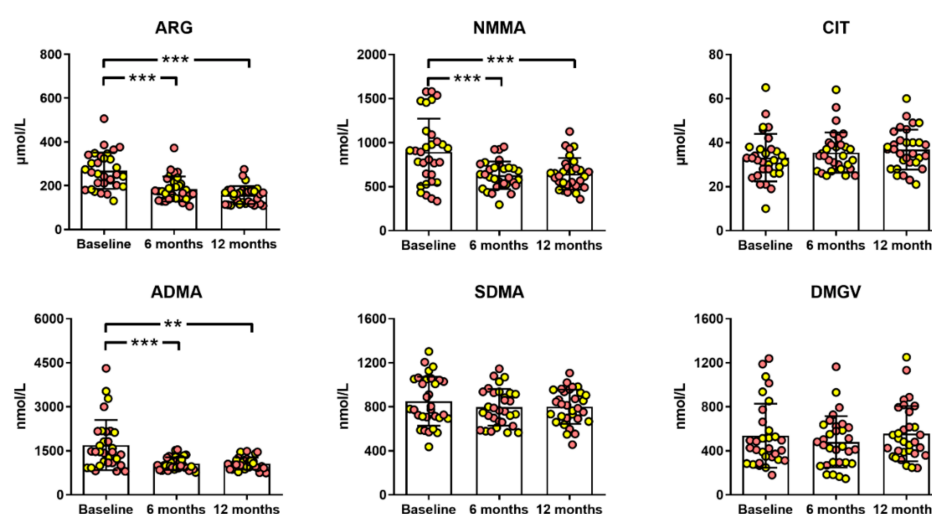 ARG
NMMA
CIT
800
600
400
200
0
µmol/L
***
***
Baseline 6 months 12 months
2000
1500
1000
500
0
nmol/L
***
***
Baseline 6 months 12 months
80
60
40
20
0
µmol/L
Baseline 6 months 12 month
ADMA
SDMA
DMGV
6000
4500
3000
1500
0
nmol/L
**
***
Baseline 6 months 12 months
1600
1200
800
400
0
nmol/L
Baseline 6 months 12 months
1600
1200
800
400
0
nmol/L
Baseline 6 months 12 month